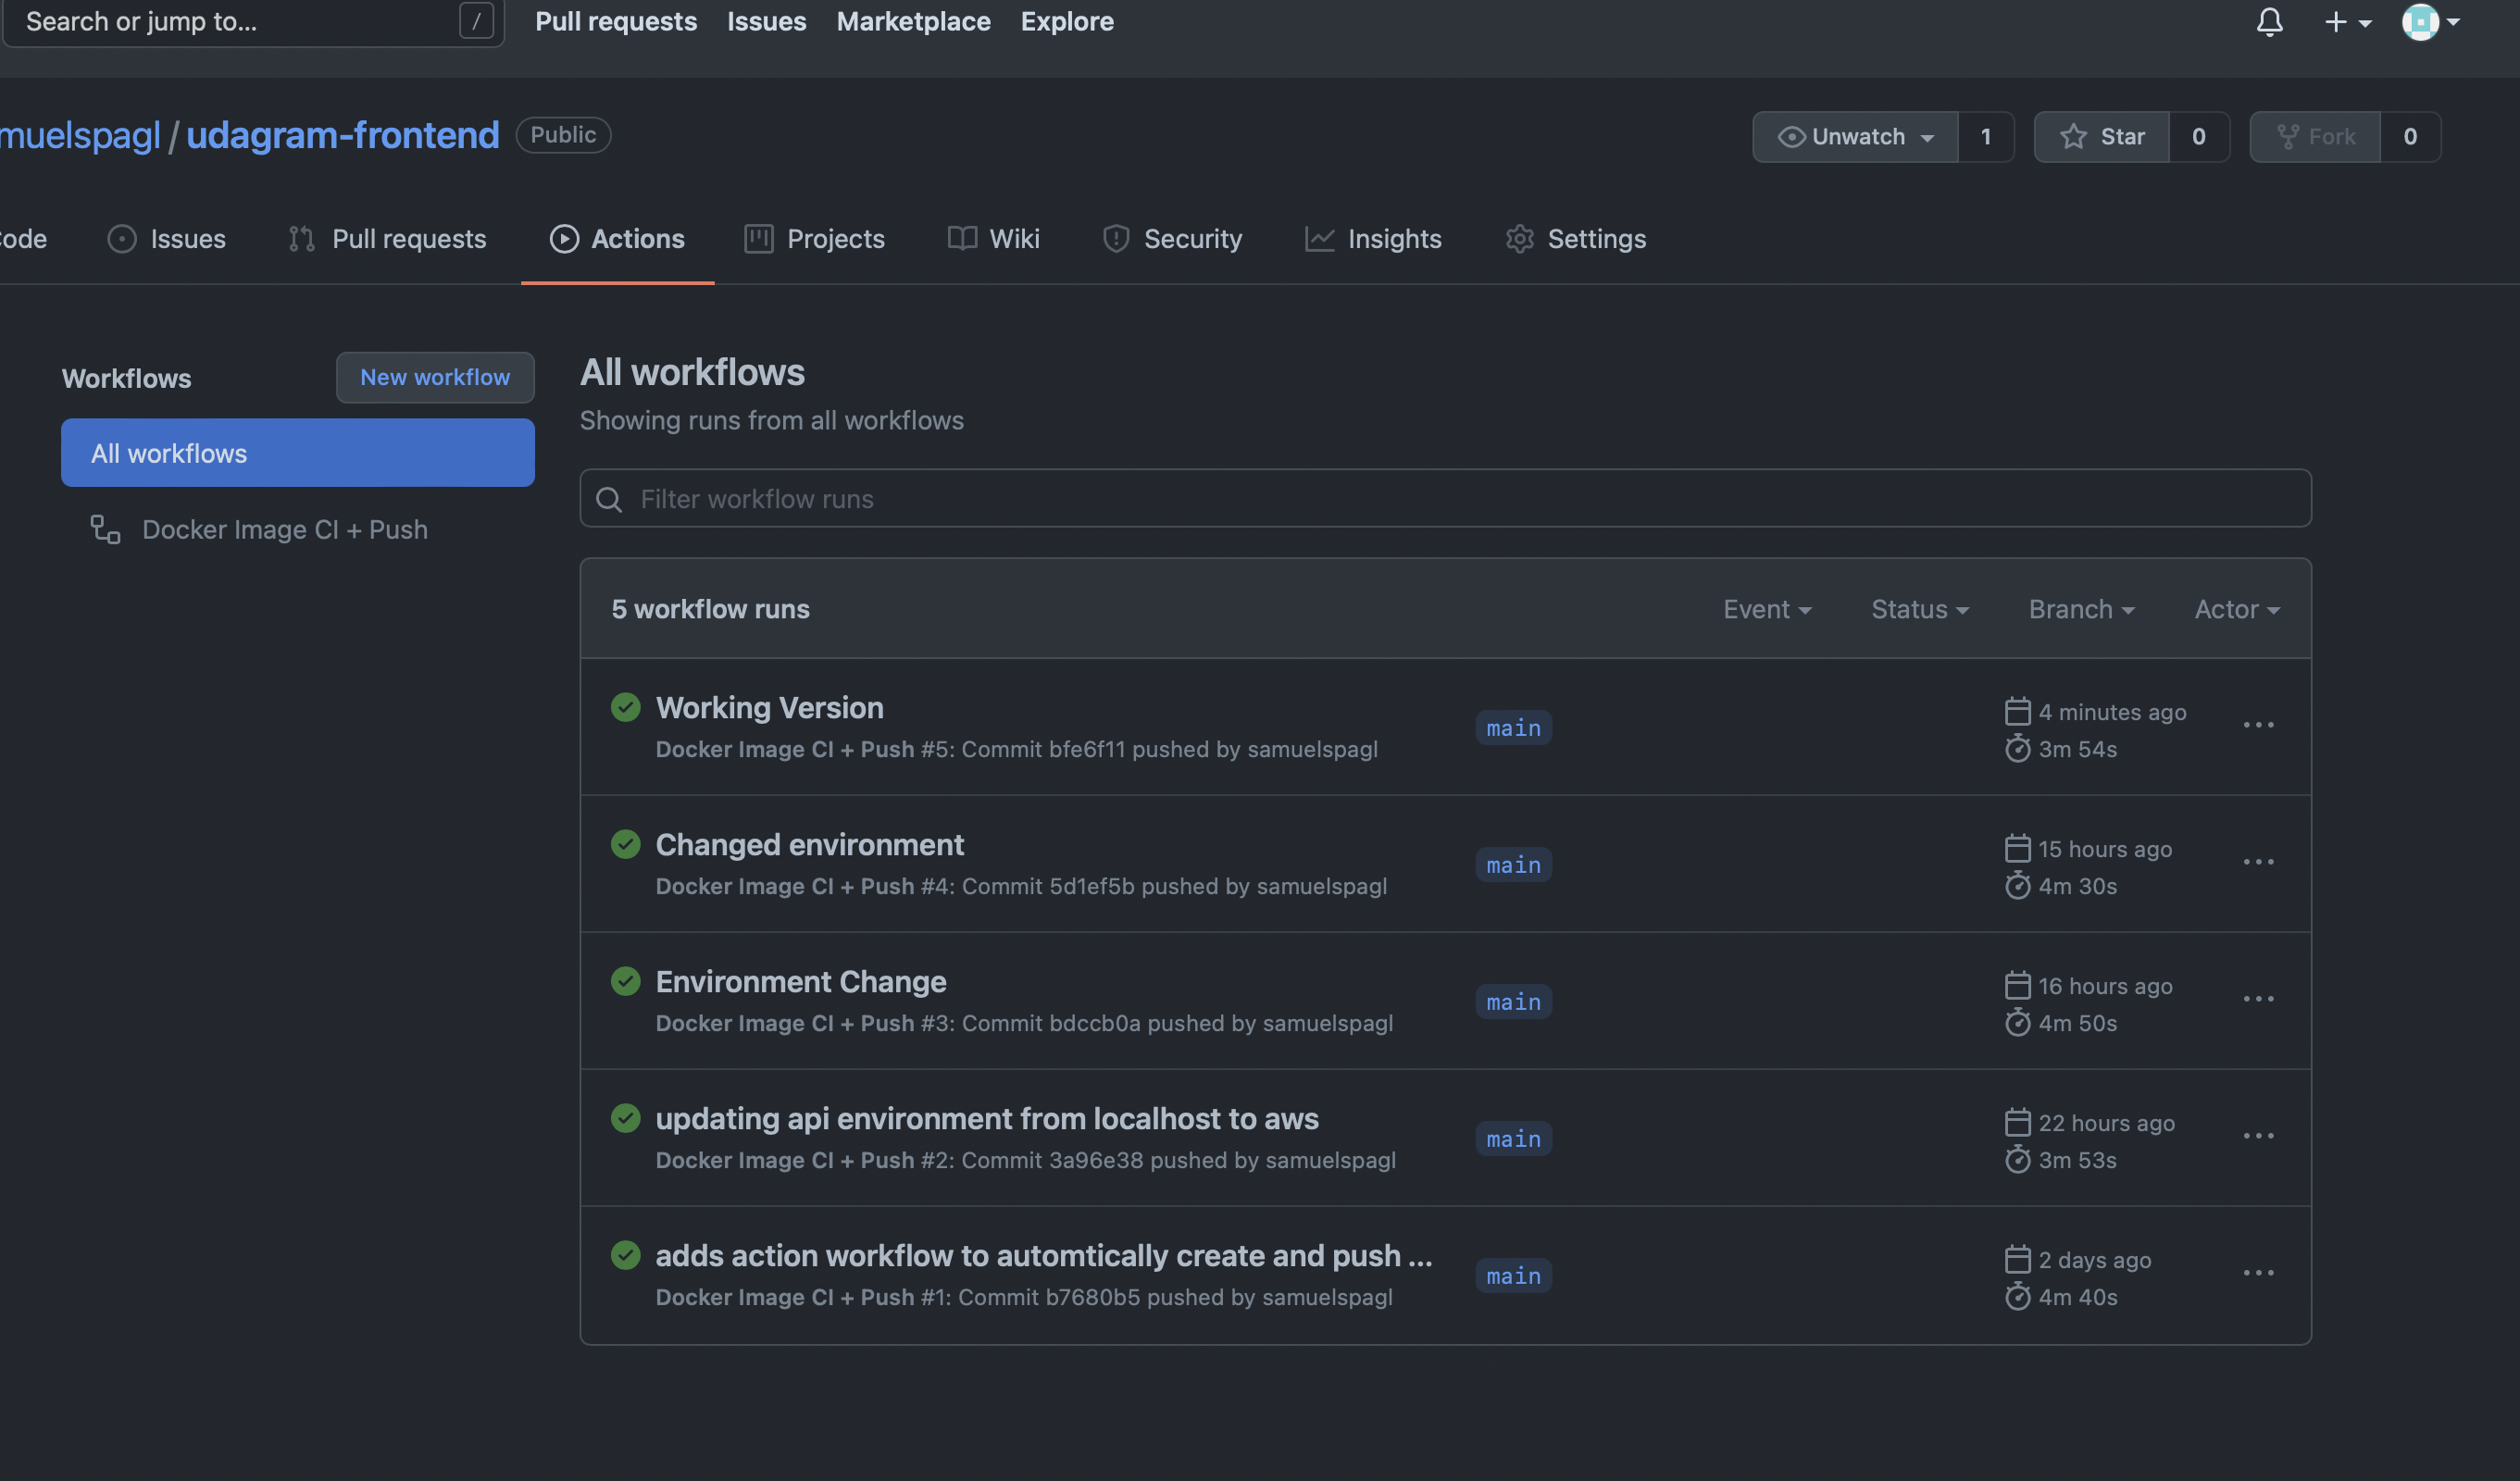 Search or jump to... /
Pull requests Issues Marketplace Explore
muelspagl / udagram-frontend Public
Unwatch 1 Star 0 Fork 0
ode Issues Pull requests Actions Projects Wiki Security Insights Settings
Workflows New workflow
All workflows
Docker Image CI + Push
All workflows
Showing runs from all workflows
Filter workflow runs
5 workflow runs Event Status Branch Actor
Working Version
Docker Image CI + Push #5: Commit bfe6f11 pushed by samuelspagl
main
4 minutes ago
3m 54s
Changed environment
Docker Image CI + Push #4: Commit 5d1ef5b pushed by samuelspagl
main
15 hours ago
4m 30s
Environment Change
Docker Image CI + Push #3: Commit bdccb0a pushed by samuelspagl
main
16 hours ago
4m 50s
updating api environment from localhost to aws
Docker Image CI + Push #2: Commit 3a96e38 pushed by samuelspagl
main
22 hours ago
3m 53s
adds action workflow to automtically create and push ...
Docker Image CI + Push #1: Commit b7680b5 pushed by samuelspagl
main
2 days ago
4m 40s